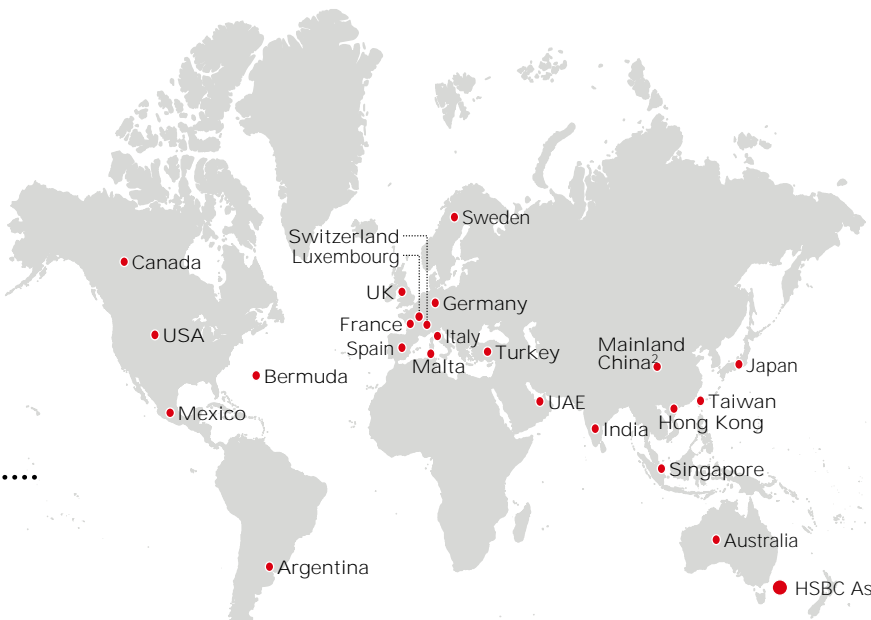 Sweden
Switzerland
Luxembourg
Canada
UK
Germany
France
USA
Italy
Spain
Malta
Turkey
Mainland
China²
Japan
Bermuda
UAE
Taiwan
Mexico
Hong Kong
India
Singapore
Australia
Argentina
HSBC As